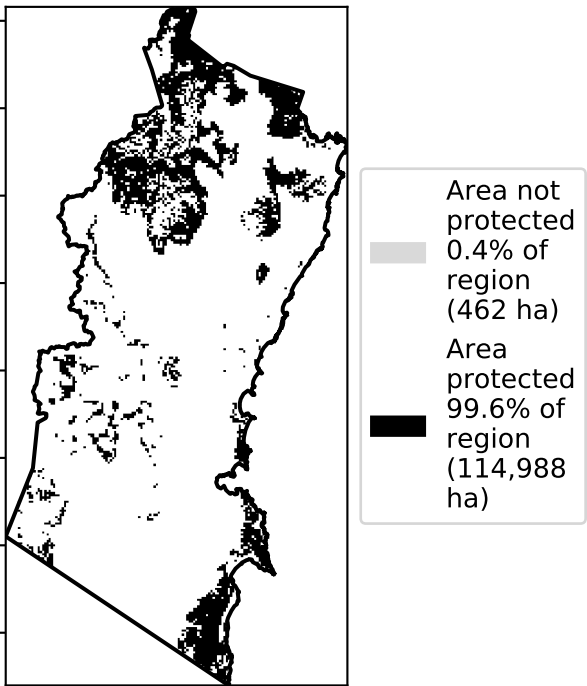 Area not
protected
0.4% of
region
(462 ha)
Area
protected
99.6% of
region
(114,988
ha)